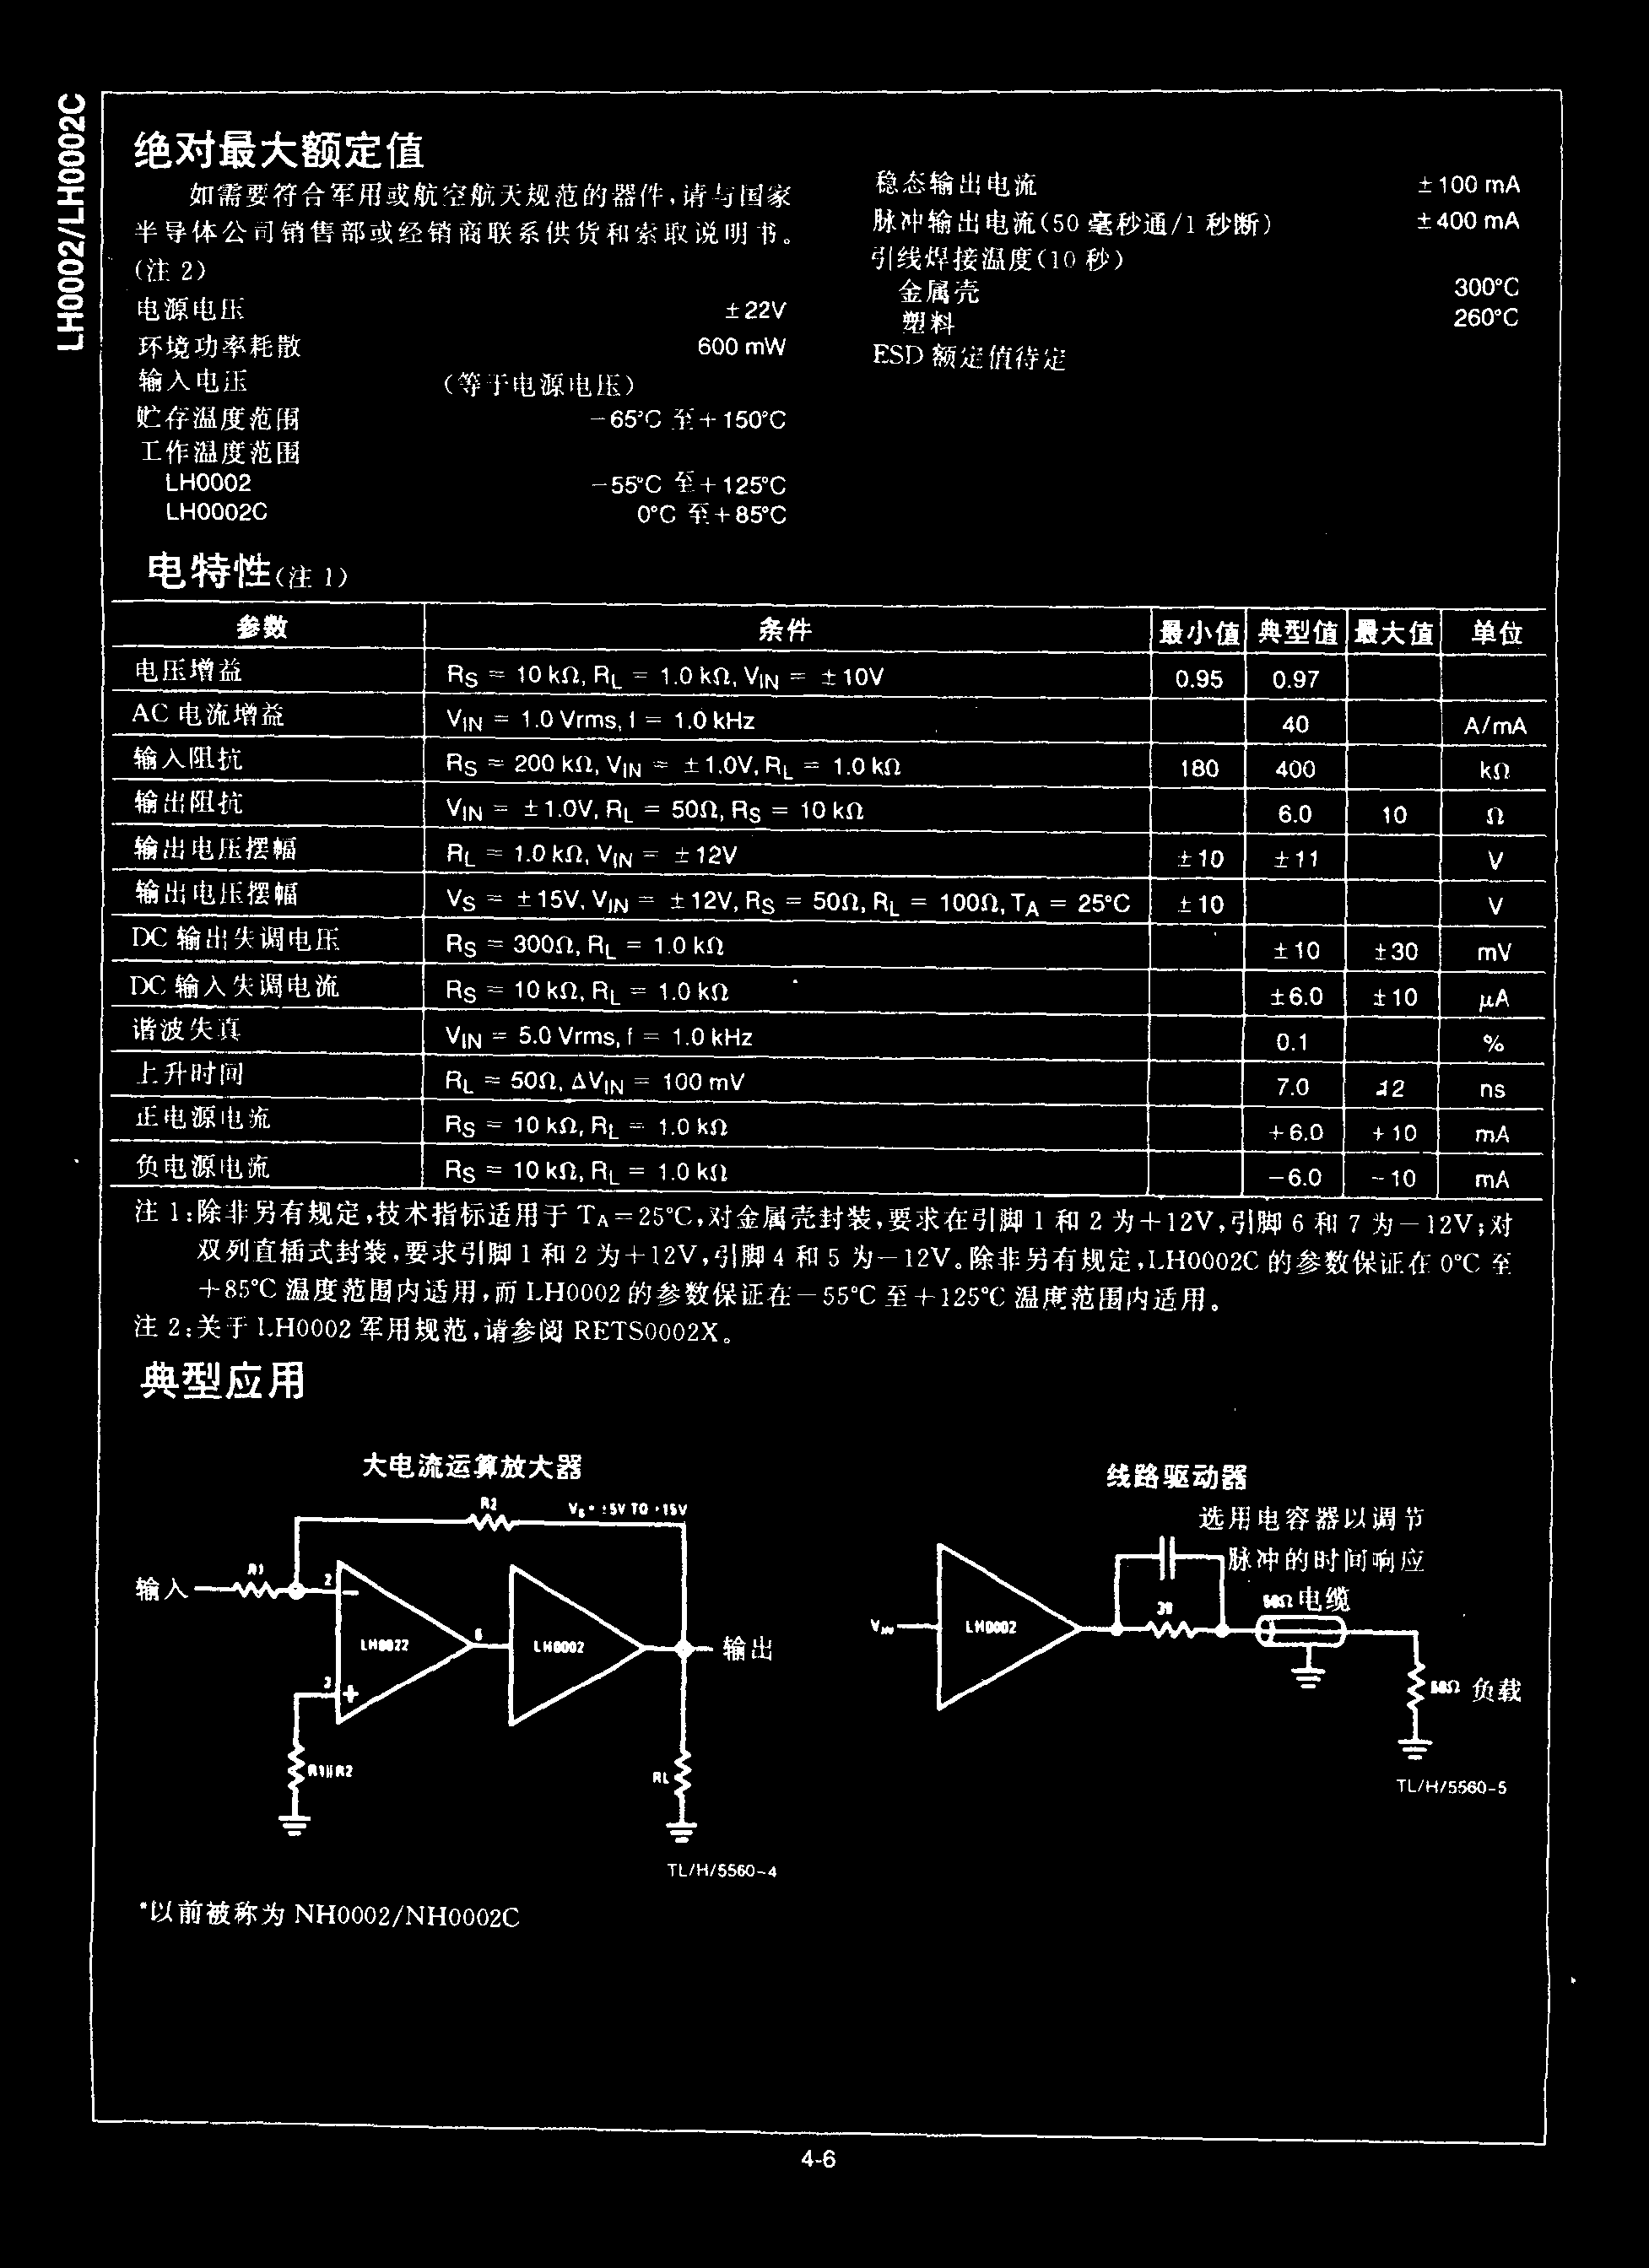 LH0002/LH0002C
绝对最大额定值
如需要符合军用或航空航天规范的器件,请与国家
半导体公司销售部或经销商联系供货和索取说明书。
(注 2)
电源电压 ±22V
环境功率耗散 600 mW
输入电压 (等于电源电压)
贮存温度范围 −65°C 至+150°C
工作温度范围
LH0002 −55°C 至+125°C
LH0002C 0°C 至+85°C
稳态输出电流 ±100 mA
脉冲输出电流(50 毫秒通/1 秒断) ±400 mA
引线焊接温度(10 秒)
金属壳 300°C
塑料 260°C
ESD 额定值待定
电特性(注 1)
参数 条件 最小值 典型值 最大值 单位
电压增益 RS = 10 kΩ, RL = 1.0 kΩ, VIN = ±10V 0.95 0.97
AC 电流增益 VIN = 1.0 Vrms, f = 1.0 kHz 40 A/mA
输入阻抗 RS = 200 kΩ, VIN = ±1.0V, RL = 1.0 kΩ 180 400 kΩ
输出阻抗 VIN = ±1.0V, RL = 50Ω, RS = 10 kΩ 6.0 10 Ω
输出电压摆幅 RL = 1.0 kΩ, VIN = ±12V ±10 ±11 V
输出电压摆幅 VS = ±15V, VIN = ±12V, RS = 50Ω, RL = 100Ω, TA = 25°C ±10 V
DC 输出失调电压 RS = 300Ω, RL = 1.0 kΩ ±10 ±30 mV
DC 输入失调电流 RS = 10 kΩ, RL = 1.0 kΩ ±6.0 ±10 μA
谐波失真 VIN = 5.0 Vrms, f = 1.0 kHz 0.1 %
上升时间 RL = 50Ω, ΔVIN = 100 mV 7.0 12 ns
正电源电流 RS = 10 kΩ, RL = 1.0 kΩ +6.0 +10 mA
负电源电流 RS = 10 kΩ, RL = 1.0 kΩ −6.0 −10 mA
注 1:除非另有规定,技术指标适用于 TA=25°C,对金属壳封装,要求在引脚 1 和 2 为+12V,引脚 6 和 7 为−12V;对
双列直插式封装,要求引脚 1 和 2 为+12V,引脚 4 和 5 为−12V。除非另有规定,LH0002C 的参数保证在 0°C 至
+85°C 温度范围内适用,而 LH0002 的参数保证在−55°C 至+125°C 温度范围内适用。
注 2:关于 LH0002 军用规范,请参阅 RETS0002X。
典型应用
大电流运算放大器
R2
VS = ±5V TO ±15V
输入
R1
2
LH0022
6
LH0002
输出
3
R1||R2
RL
TL/H/5560-4
线路驱动器
选用电容器以调节
脉冲的时间响应
50Ω 电缆
VIN
LH0002
39
50Ω 负载
TL/H/5560-5
*以前被称为 NH0002/NH0002C
4-6